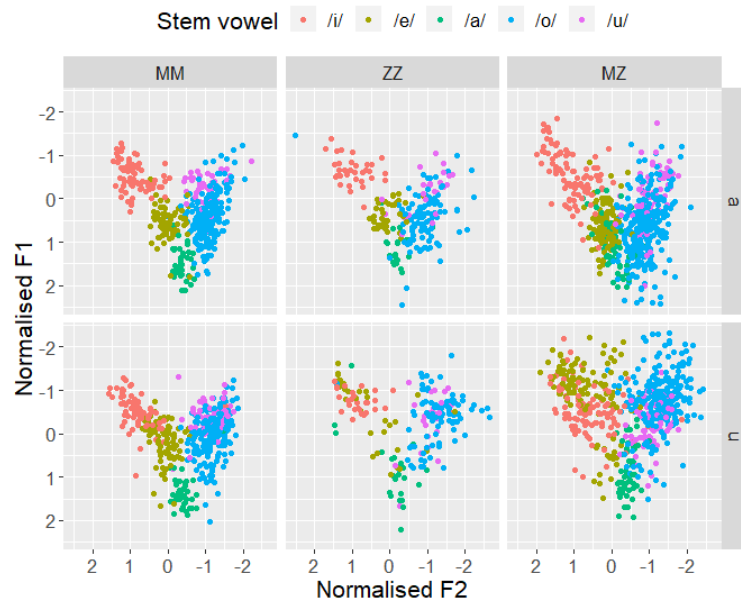 Stem vowel /i/ /e/ /a/ /o/ /u/
MM ZZ MZ
-2
-1
0
1
2
a
-2
-1
0
1
2
u
2 1 0 -1 -2 2 1 0 -1 -2 2 1 0 -1 -2
Normalised F1
Normalised F2